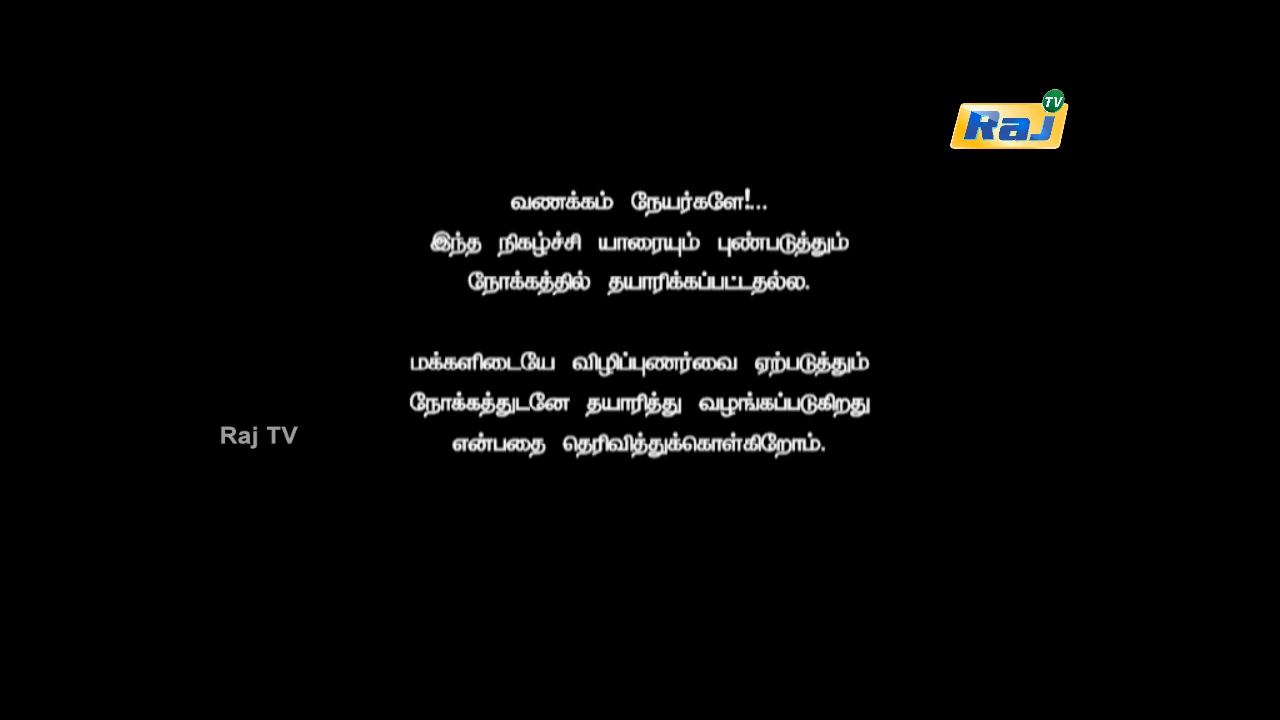 TV
Raj
வணக்கம் நேயர்களே!...
இந்த நிகழ்ச்சி யாரையும் புண்படுத்தும்
நோக்கத்தில் தயாரிக்கப்பட்டதல்ல.
மக்களிடையே விழிப்புணர்வை ஏற்படுத்தும்
நோக்கத்துடனே தயாரித்து வழங்கப்படுகிறது
என்பதை தெரிவித்துக்கொள்கிறோம்.
Raj TV